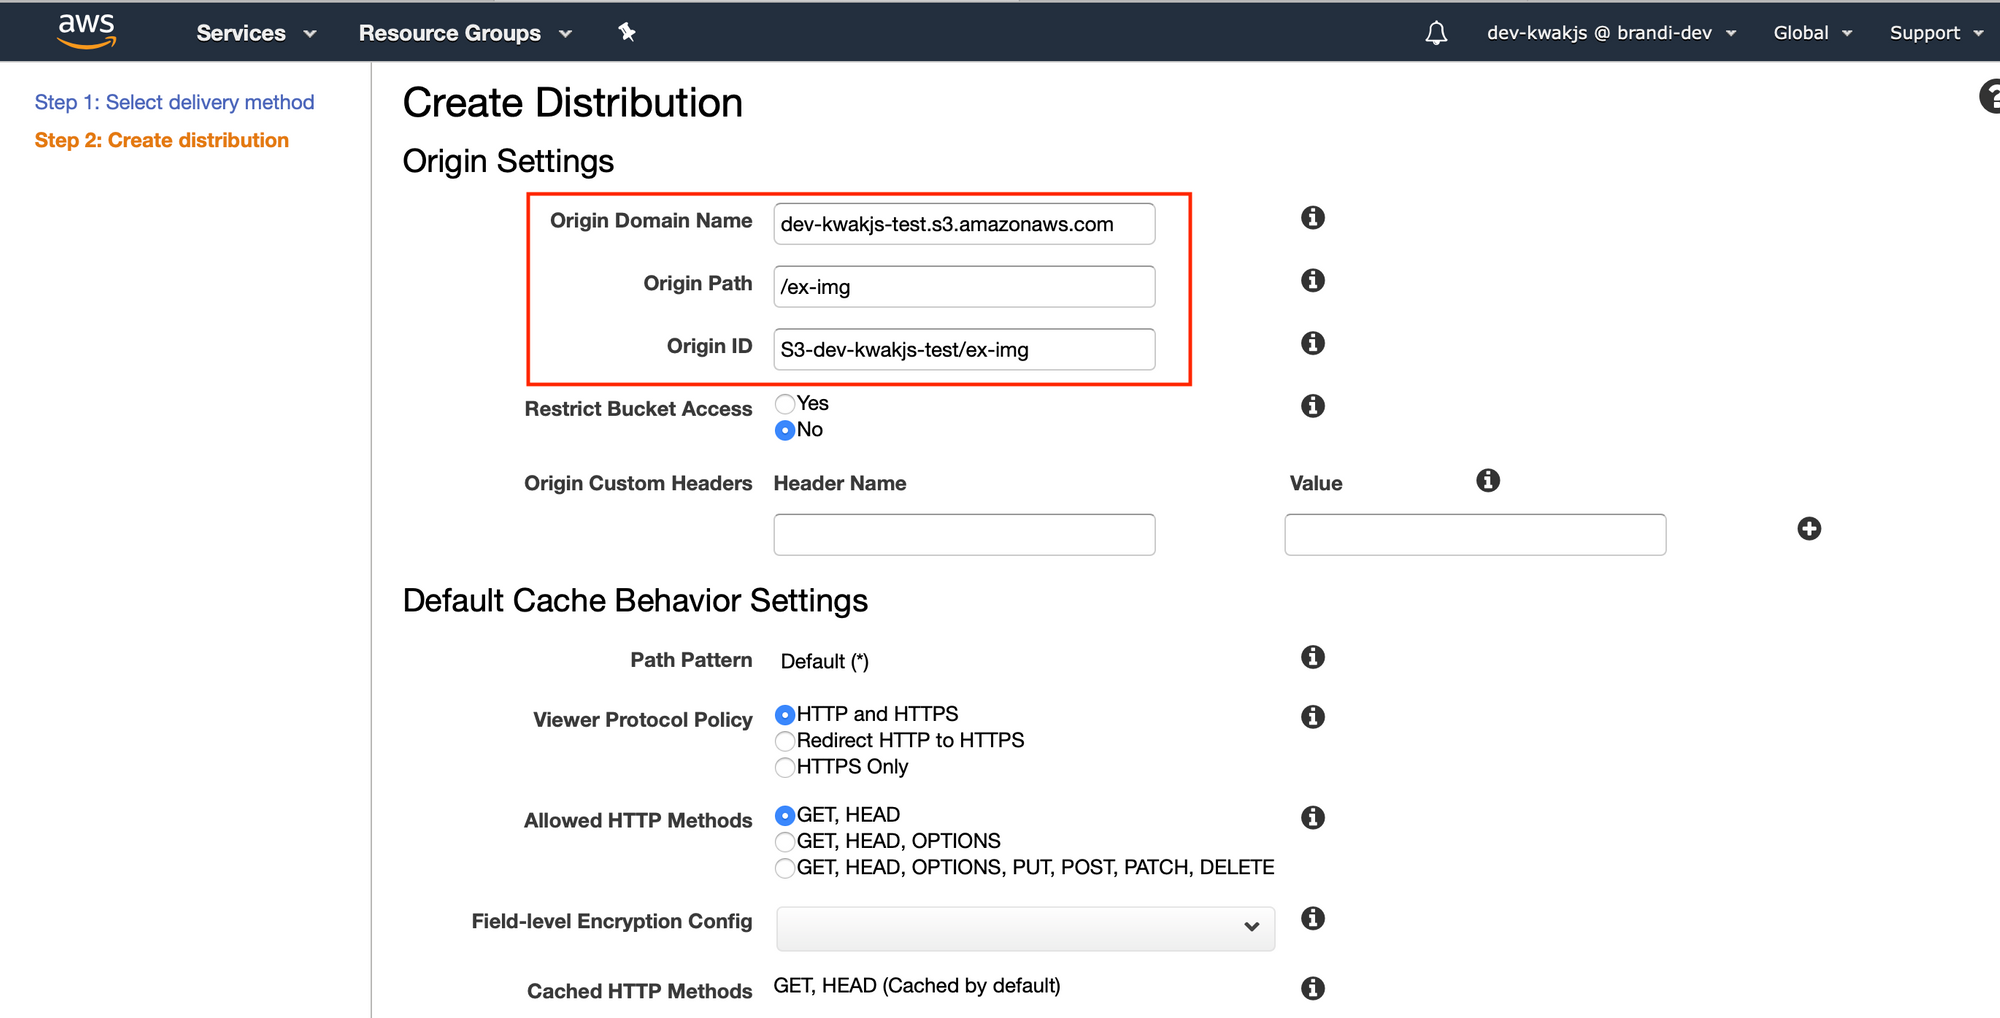 aws Services Resource Groups dev-kwakjs @ brandi-dev Global Support
Step 1: Select delivery method
Step 2: Create distribution
Create Distribution
?
Origin Settings
Origin Domain Name dev-kwakjs-test.s3.amazonaws.com
Origin Path /ex-img
Origin ID S3-dev-kwakjs-test/ex-img
Restrict Bucket Access Yes
No
Origin Custom Headers Header Name Value
Default Cache Behavior Settings
Path Pattern Default (*)
Viewer Protocol Policy HTTP and HTTPS
Redirect HTTP to HTTPS
HTTPS Only
Allowed HTTP Methods GET, HEAD
GET, HEAD, OPTIONS
GET, HEAD, OPTIONS, PUT, POST, PATCH, DELETE
Field-level Encryption Config
Cached HTTP Methods GET, HEAD (Cached by default)